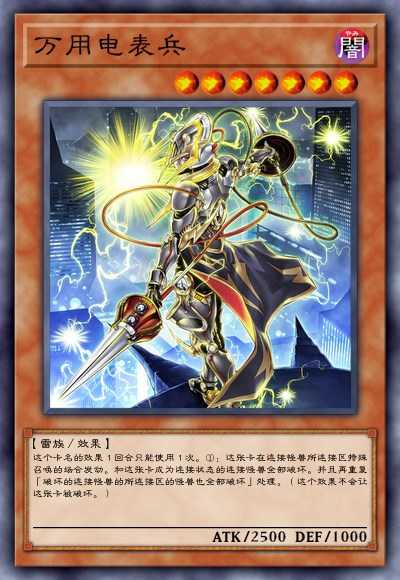 万用电表兵
やみ
闇
【雷族／效果】
这个卡名的效果1回合只能使用1次。①：这张卡在连接怪兽所连接区特殊
召唤的场合发动。和这张卡成为连接状态的连接怪兽全部破坏。并且再重复
「破坏的连接怪兽的所连接区的怪兽也全部破坏」处理。（这个效果不会让
这张卡被破坏。）
ATK/2500 DEF/1000